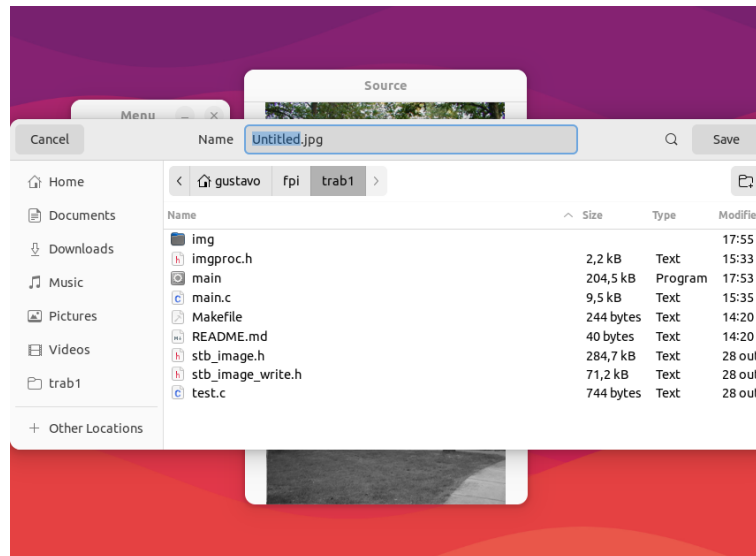 Source
Menu
Cancel Name Untitled.jpg Save
Home gustavo fpi trab1
Documents Name Size Type Modifie
Downloads img 17:55
Music imgproc.h 2,2 kB Text 15:33
Pictures main 204,5 kB Program 17:53
Videos main.c 9,5 kB Text 15:35
trab1 Makefile 244 bytes Text 14:20
Other Locations README.md 40 bytes Text 14:20
stb_image.h 284,7 kB Text 28 out
stb_image_write.h 71,2 kB Text 28 out
test.c 744 bytes Text 28 out